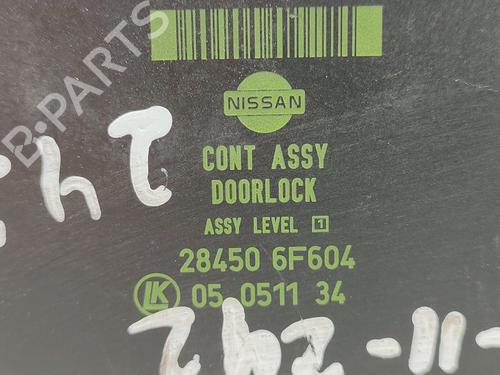 B-PARTS
NISSAN
CONT ASSY
DOORLOCK
ASSY LEVEL 1
28450 6F604
LK 05 0511 34